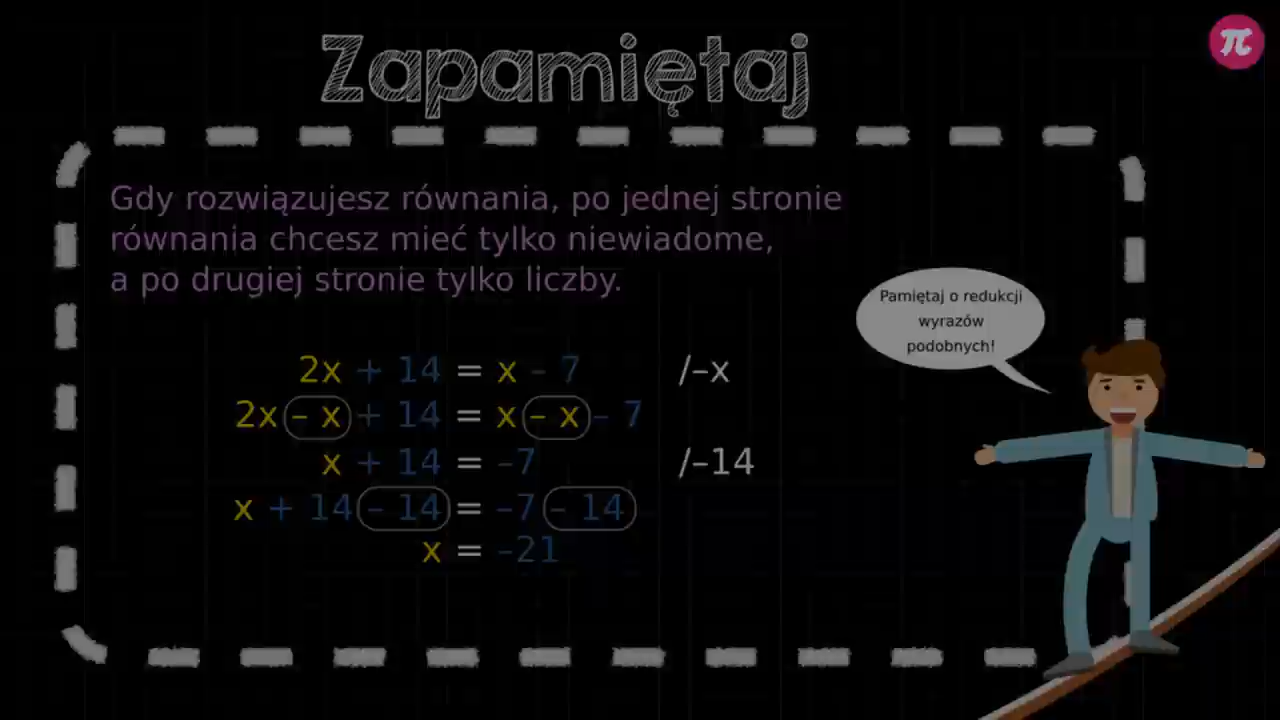 Zapamiętaj
π
Gdy rozwiązujesz równania, po jednej stronie
równania chcesz mieć tylko niewiadome,
a po drugiej stronie tylko liczby.
Pamiętaj o redukcji
wyrazów
podobnych!
2x + 14 = x – 7 /–x
2x – x + 14 = x – x – 7
x + 14 = –7 /–14
x + 14 – 14 = –7 – 14
x = –21